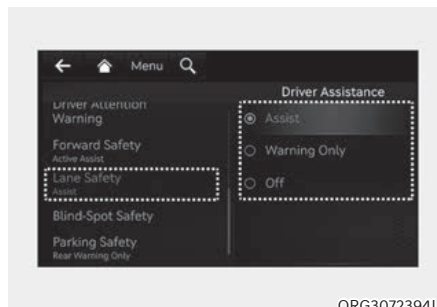 Menu
Driver Assistance
Driver Attention
Warning
Forward Safety
Active Assist
Lane Safety
Assist
Blind-Spot Safety
Parking Safety
Rear Warning Only
Assist
Warning Only
Off